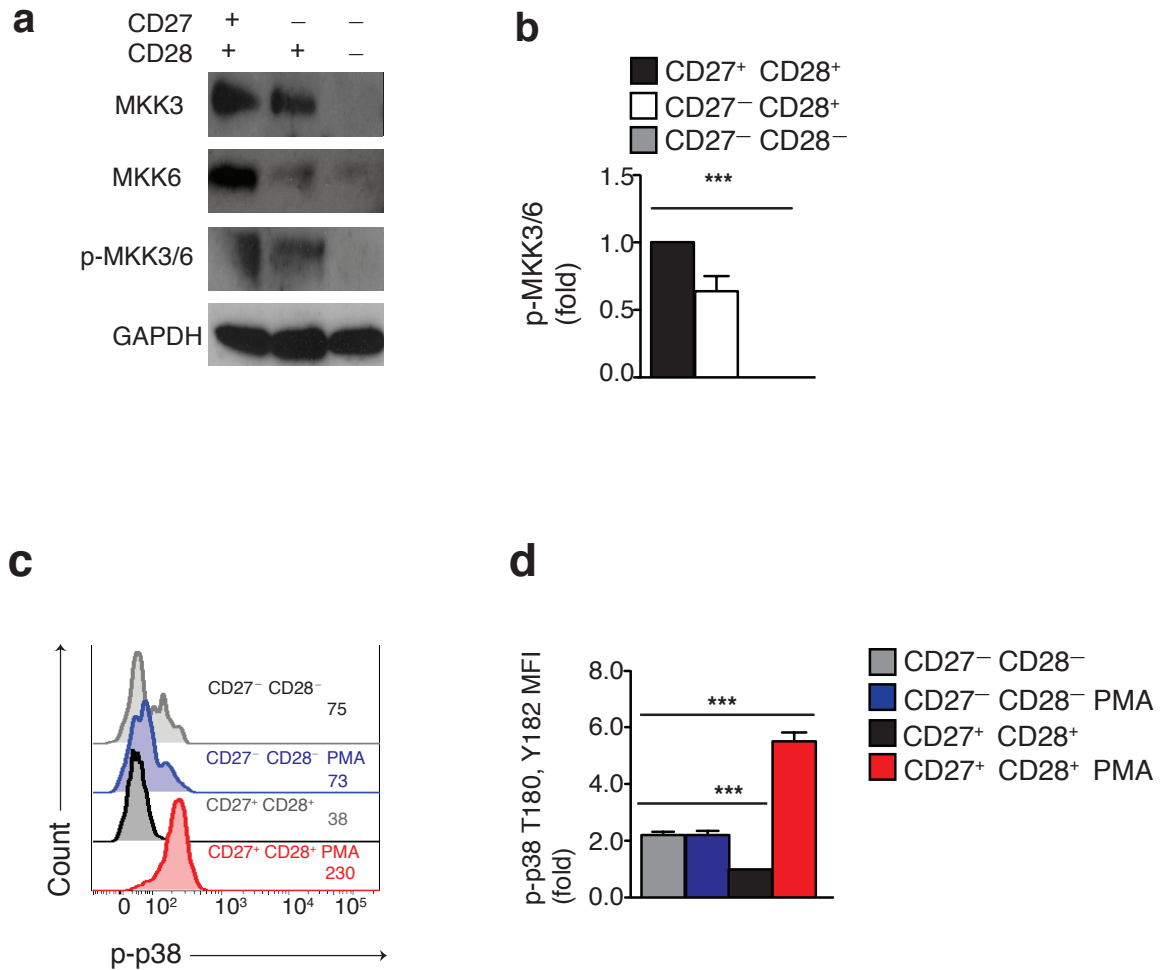 a
CD27 + – –
CD28 + + –
MKK3
MKK6
p-MKK3/6
GAPDH
b
CD27⁺ CD28⁺
CD27⁻ CD28⁺
CD27⁻ CD28⁻
1.5
1.0
0.5
0.0
p-MKK3/6
(fold)
***
c
CD27⁻ CD28⁻
75
CD27⁻ CD28⁻ PMA
73
CD27⁺ CD28⁺
38
CD27⁺ CD28⁺ PMA
230
Count
0 10² 10³ 10⁴ 10⁵
p-p38
d
8.0
6.0
4.0
2.0
0.0
p-p38 T180, Y182 MFI
(fold)
***
***
CD27⁻ CD28⁻
CD27⁻ CD28⁻ PMA
CD27⁺ CD28⁺
CD27⁺ CD28⁺ PMA